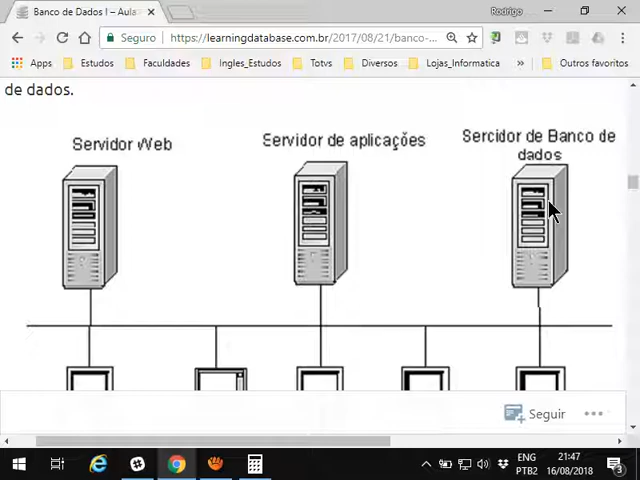 Banco de Dados I – Aula
Rodrigo
Seguro
https://learningdatabase.com.br/2017/08/21/banco-...
Apps
Estudos
Faculdades
Ingles_Estudos
Totvs
Diversos
Lojas_Informatica
»
Outros favoritos
de dados.
Servidor Web
Servidor de aplicações
Sercidor de Banco de
dados
Seguir
ENG
PTB2
21:47
16/08/2018
3